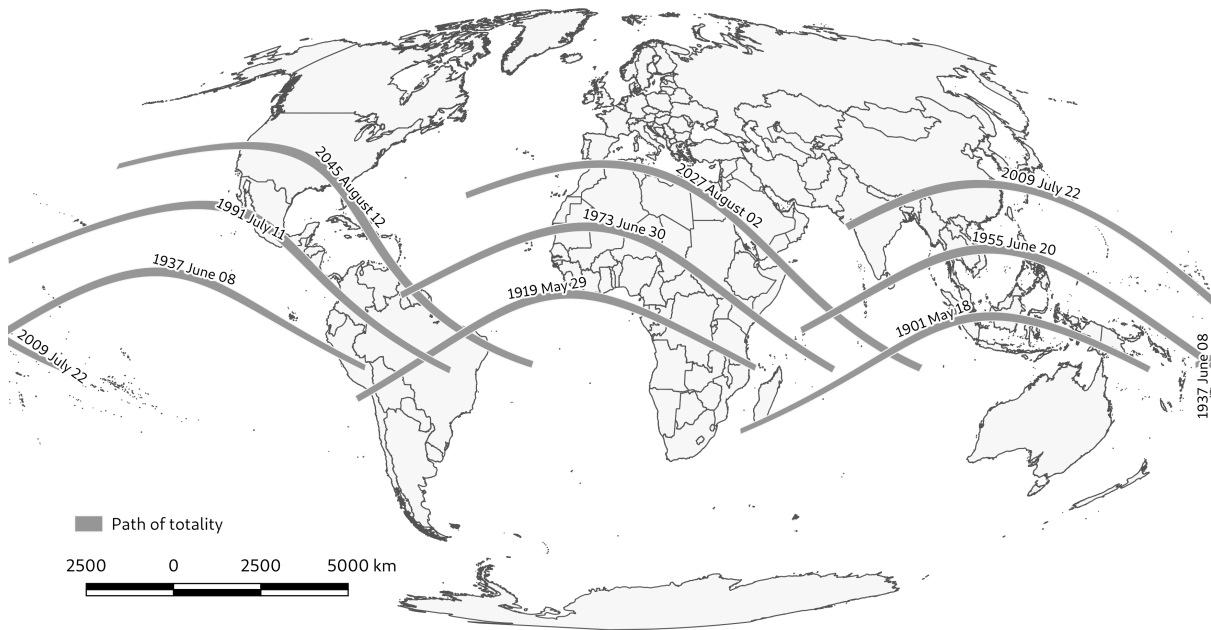 2045 August 12
2027 August 02
2009 July 22
1991 July 11
1973 June 30
1955 June 20
1937 June 08
1919 May 29
1901 May 18
2009 July 22
1937 June 08
Path of totality
2500 0 2500 5000 km